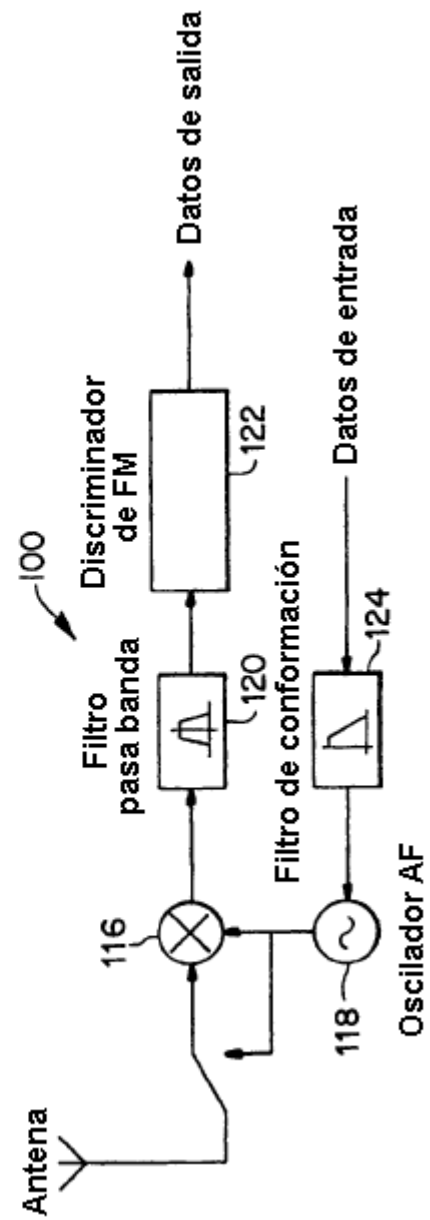 Antena
116
100
Filtro
pasa banda
120
Discriminador
de FM
122
Datos de salida
118
Oscilador AF
Filtro de conformación
124
Datos de entrada